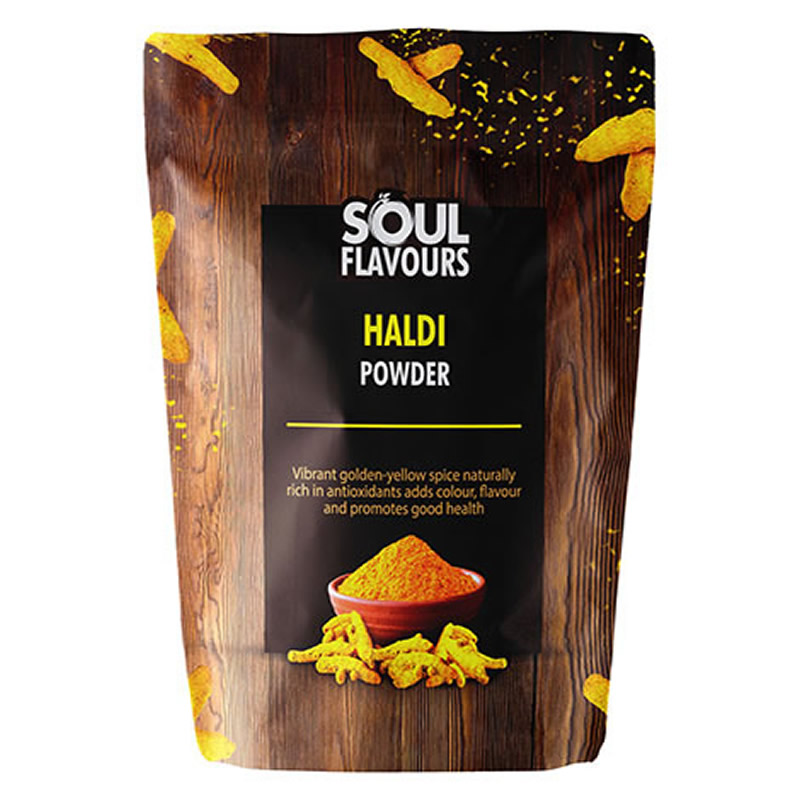 SOUL
FLAVOURS
HALDI
POWDER
Vibrant golden-yellow spice naturally
rich in antioxidants adds colour, flavour
and promotes good health